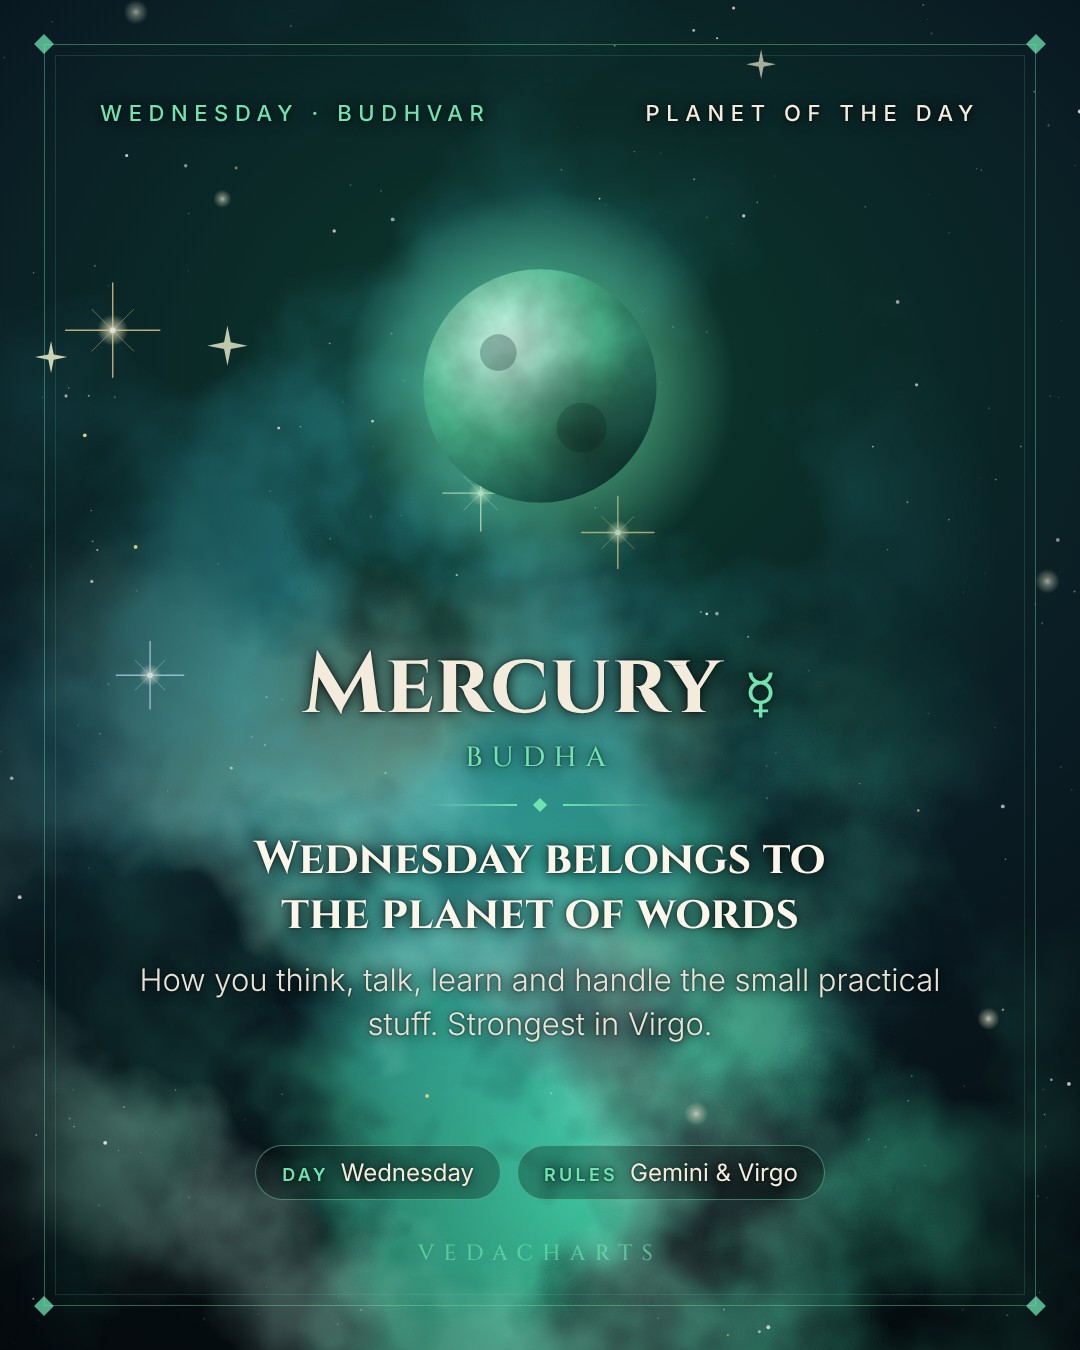 WEDNESDAY · BUDHVAR
PLANET OF THE DAY
MERCURY ☿
BUDHA
WEDNESDAY BELONGS TO
THE PLANET OF WORDS
How you think, talk, learn and handle the small practical
stuff. Strongest in Virgo.
DAY Wednesday
RULES Gemini & Virgo
VEDACHARTS